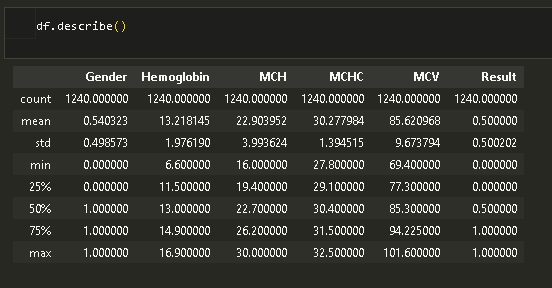 df.describe()
Gender Hemoglobin MCH MCHC MCV Result
count 1240.000000 1240.000000 1240.000000 1240.000000 1240.000000 1240.000000
mean 0.540323 13.218145 22.903952 30.277984 85.620968 0.500000
std 0.498573 1.976190 3.993624 1.394515 9.673794 0.500202
min 0.000000 6.600000 16.000000 27.800000 69.400000 0.000000
25% 0.000000 11.500000 19.400000 29.100000 77.300000 0.000000
50% 1.000000 13.000000 22.700000 30.400000 85.300000 0.500000
75% 1.000000 14.900000 26.200000 31.500000 94.225000 1.000000
max 1.000000 16.900000 30.000000 32.500000 101.600000 1.000000